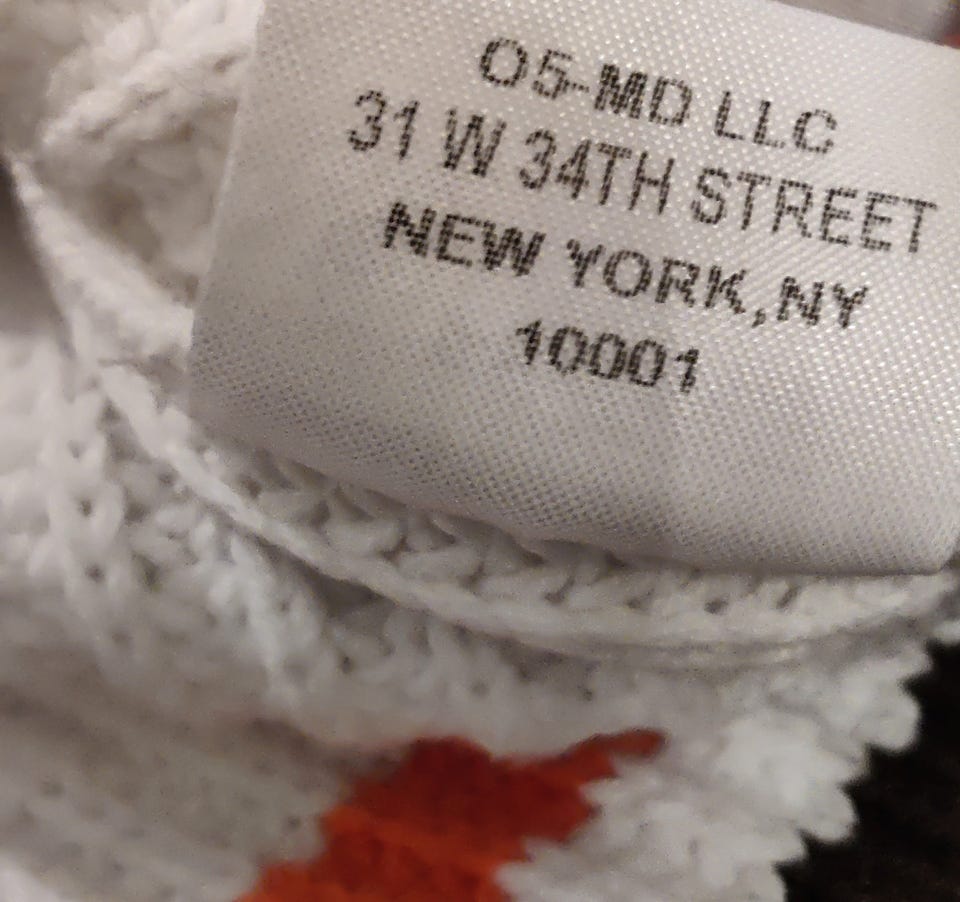 O5-MD LLC
31 W 34TH STREET
NEW YORK,NY
10001